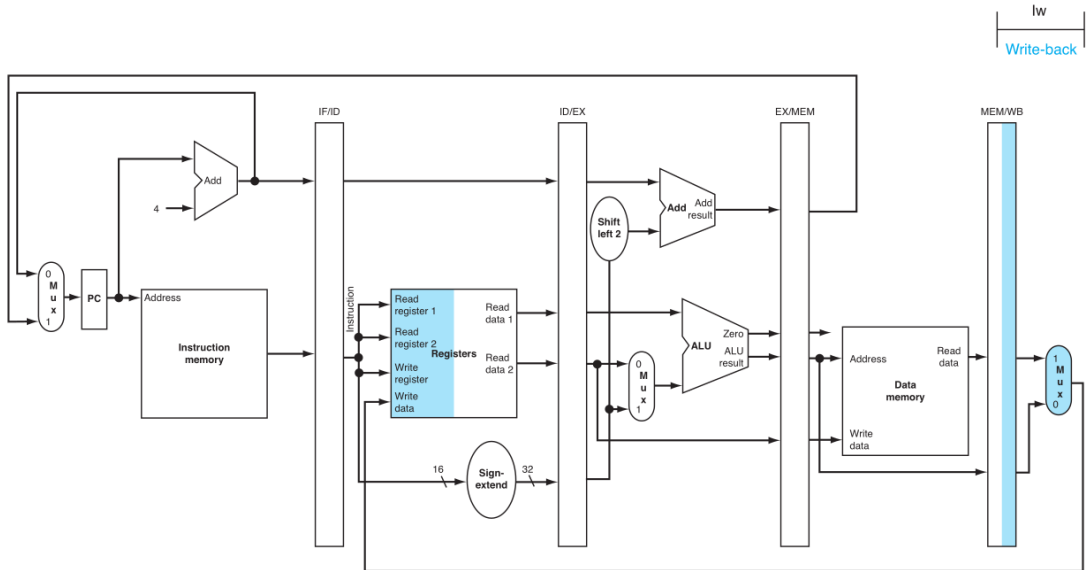 lw
Write-back
IF/ID
ID/EX
EX/MEM
MEM/WB
Add
4
Add
Add
result
Shift
left 2
0
M
u
x
1
PC
Address
Instruction
memory
Instruction
Read
register 1
Read
register 2
Registers
Write
register
Write
data
Read
data 1
Read
data 2
0
M
u
x
1
ALU
Zero
ALU
result
Address
Read
data
Data
memory
Write
data
1
M
u
x
0
16
Sign-
extend
32